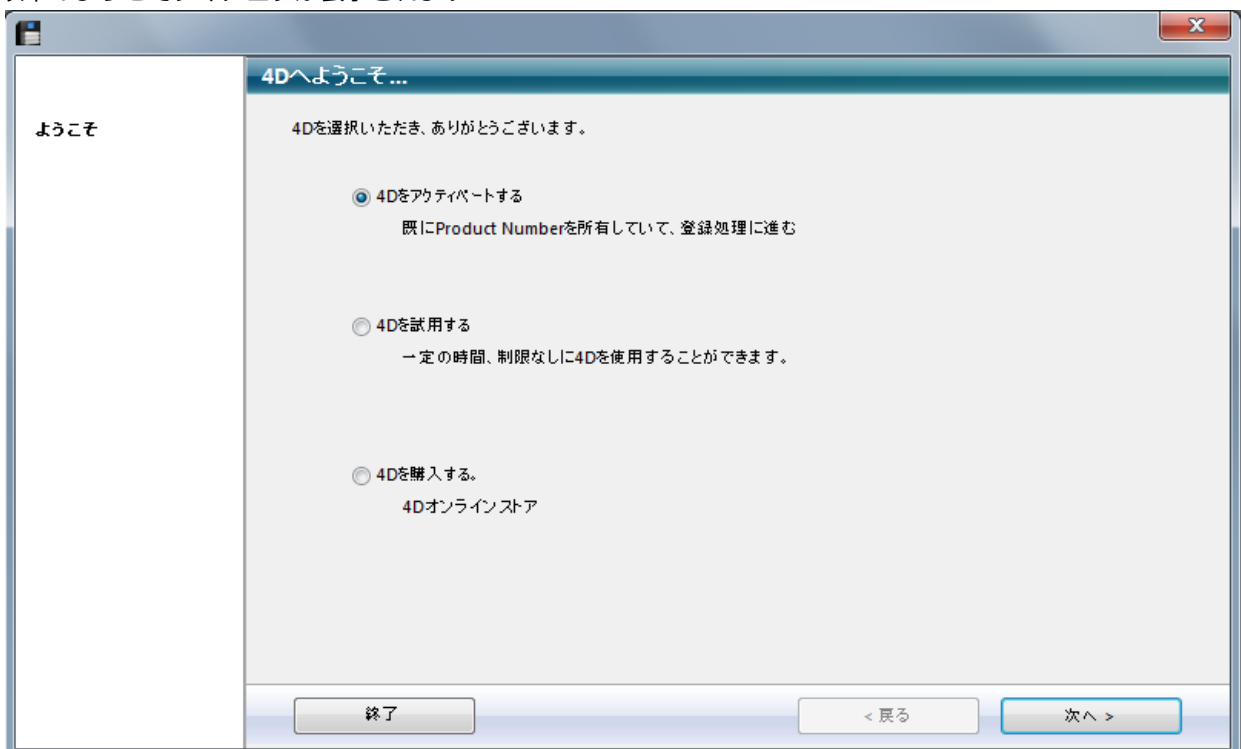 4Dへようこそ...
ようこそ
4Dを選択いただき、ありがとうございます。
4Dをアクティベートする
既にProduct Numberを所有していて、登録処理に進む
4Dを試用する
一定の時間、制限なしに4Dを使用することができます。
4Dを購入する。
4Dオンラインストア
終了
< 戻る
次へ >